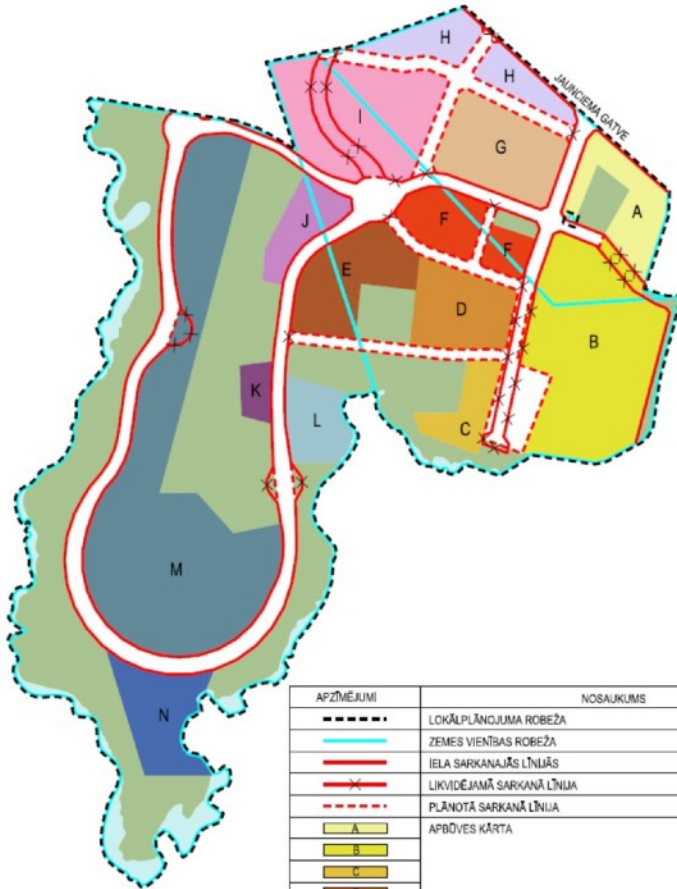 H
H
JAUNCIEMA GATVE
I
G
A
J
F
F
E
D
B
K
L
C
M
N
APZĪMĒJUMI NOSAUKUMS
LOKĀLPLĀNOJUMA ROBEŽA
ZEMES VIENĪBAS ROBEŽA
IELA SARKANAJĀS LĪNIJĀS
LIKVIDĒJAMĀ SARKANĀ LĪNIJA
PLĀNOTĀ SARKANĀ LĪNIJA
A APBŪVES KĀRTA
B
C